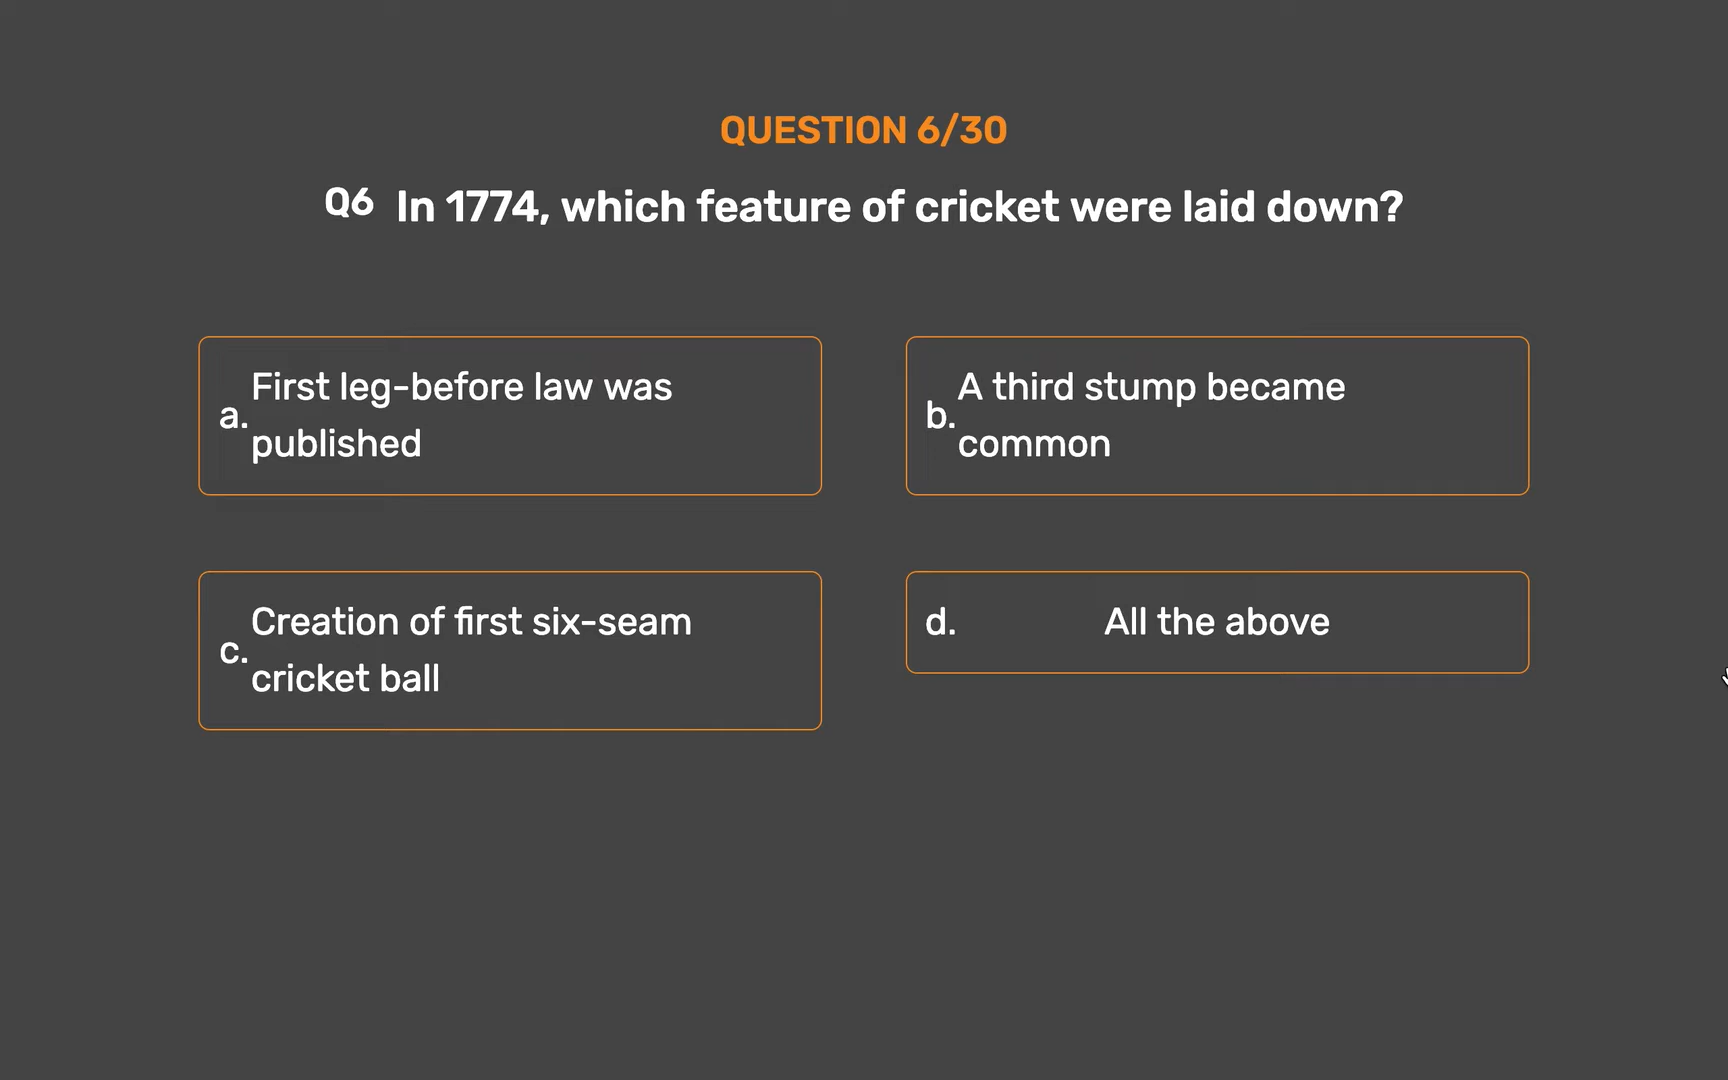 QUESTION 6/30
Q6 In 1774, which feature of cricket were laid down?
a. First leg-before law was
published
b. A third stump became
common
c. Creation of first six-seam
cricket ball
d. All the above